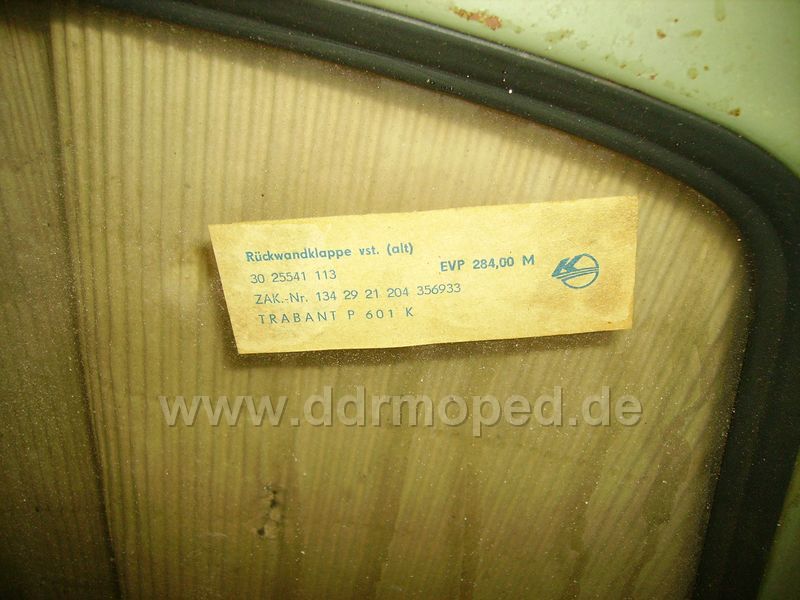 Rückwandklappe vst. (alt)
30 25541 113 EVP 284,00 M
ZAK.-Nr. 134 29 21 204 356933
TRABANT P 601 K
www.ddrmoped.de